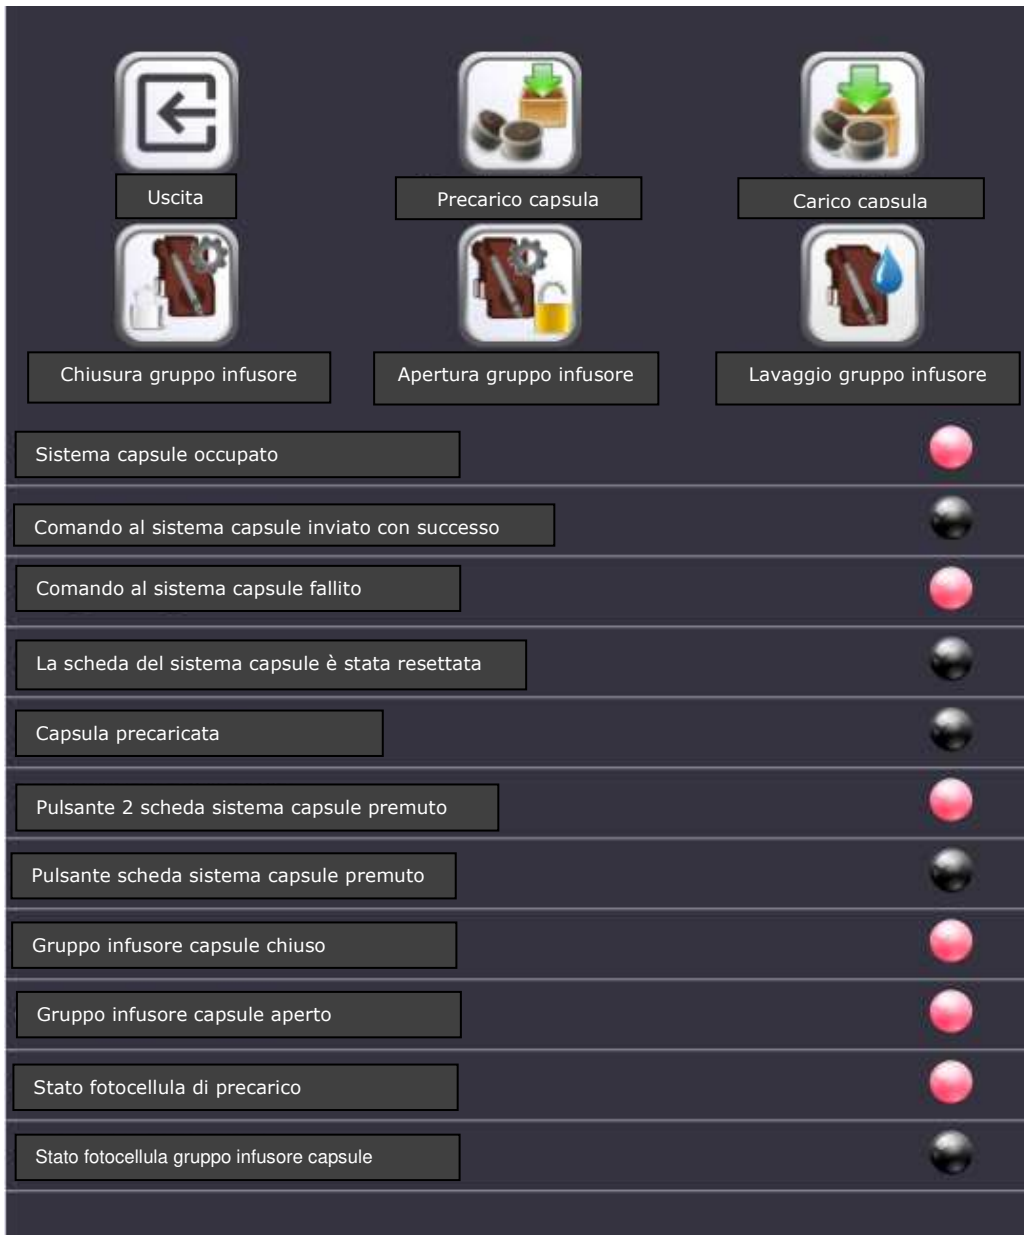 Uscita
Precarico capsula
Carico capsula
Chiusura gruppo infusore
Apertura gruppo infusore
Lavaggio gruppo infusore
Sistema capsule occupato
Comando al sistema capsule inviato con successo
Comando al sistema capsule fallito
La scheda del sistema capsule è stata resettata
Capsula precaricata
Pulsante 2 scheda sistema capsule premuto
Pulsante scheda sistema capsule premuto
Gruppo infusore capsule chiuso
Gruppo infusore capsule aperto
Stato fotocellula di precarico
Stato fotocellula gruppo infusore capsule